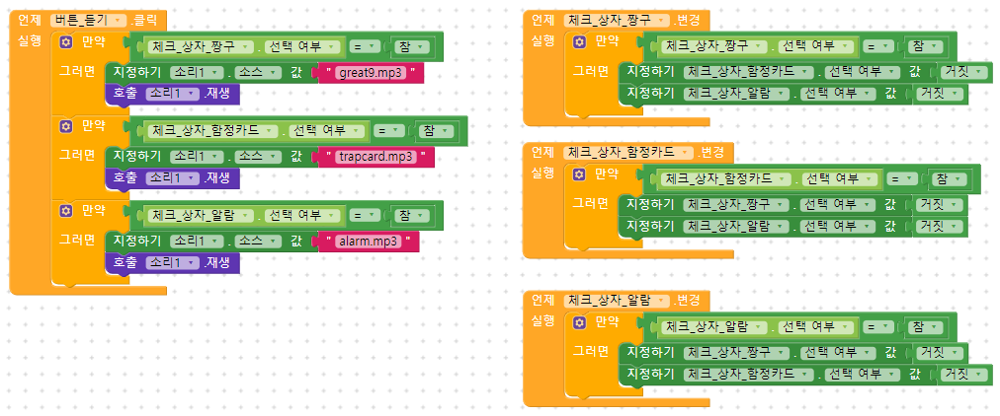 언제 버튼_듣기 .클릭
실행 만약 체크_상자_짱구 . 선택 여부 = 참
그러면 지정하기 소리1 . 소스 값 " great9.mp3 "
호출 소리1 .재생
만약 체크_상자_함정카드 . 선택 여부 = 참
그러면 지정하기 소리1 . 소스 값 " trapcard.mp3 "
호출 소리1 .재생
만약 체크_상자_알람 . 선택 여부 = 참
그러면 지정하기 소리1 . 소스 값 " alarm.mp3 "
호출 소리1 .재생
언제 체크_상자_짱구 .변경
실행 만약 체크_상자_짱구 . 선택 여부 = 참
그러면 지정하기 체크_상자_함정카드 . 선택 여부 값 거짓
지정하기 체크_상자_알람 . 선택 여부 값 거짓
언제 체크_상자_함정카드 .변경
실행 만약 체크_상자_함정카드 . 선택 여부 = 참
그러면 지정하기 체크_상자_짱구 . 선택 여부 값 거짓
지정하기 체크_상자_알람 . 선택 여부 값 거짓
언제 체크_상자_알람 .변경
실행 만약 체크_상자_알람 . 선택 여부 = 참
그러면 지정하기 체크_상자_짱구 . 선택 여부 값 거짓
지정하기 체크_상자_함정카드 . 선택 여부 값 거짓